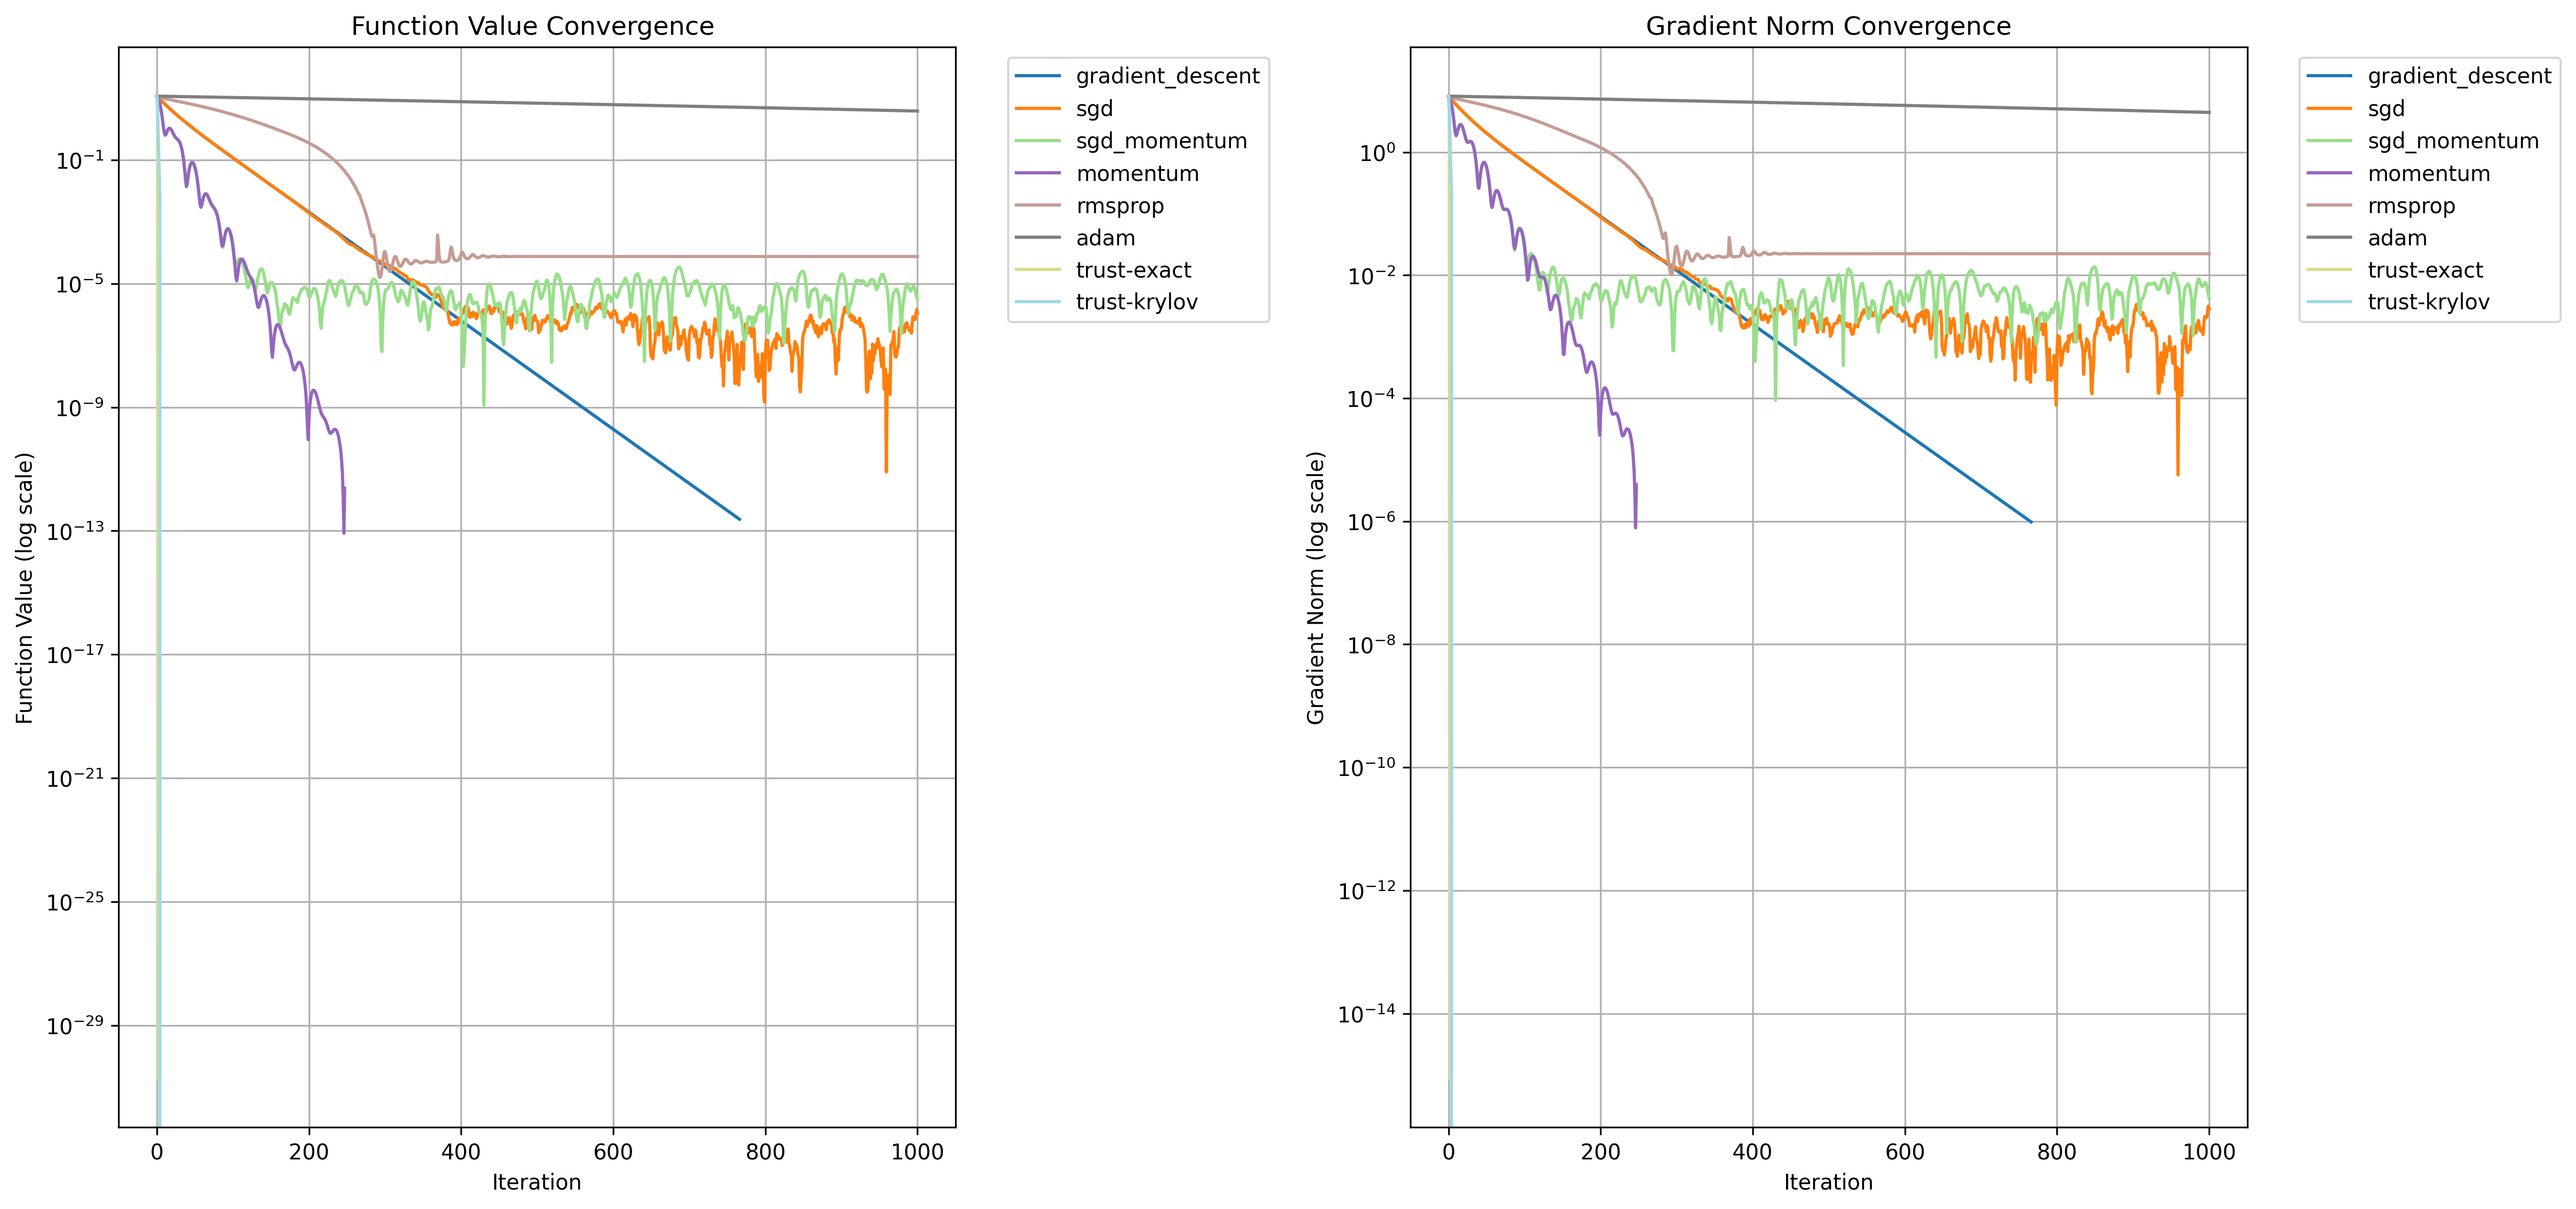 Function Value Convergence
Function Value (log scale)
10⁻¹
10⁻⁵
10⁻⁹
10⁻¹³
10⁻¹⁷
10⁻²¹
10⁻²⁵
10⁻²⁹
0 200 400 600 800 1000
Iteration
gradient_descent
sgd
sgd_momentum
momentum
rmsprop
adam
trust-exact
trust-krylov
Gradient Norm Convergence
Gradient Norm (log scale)
10⁰
10⁻²
10⁻⁴
10⁻⁶
10⁻⁸
10⁻¹⁰
10⁻¹²
10⁻¹⁴
0 200 400 600 800 1000
Iteration
gradient_descent
sgd
sgd_momentum
momentum
rmsprop
adam
trust-exact
trust-krylov